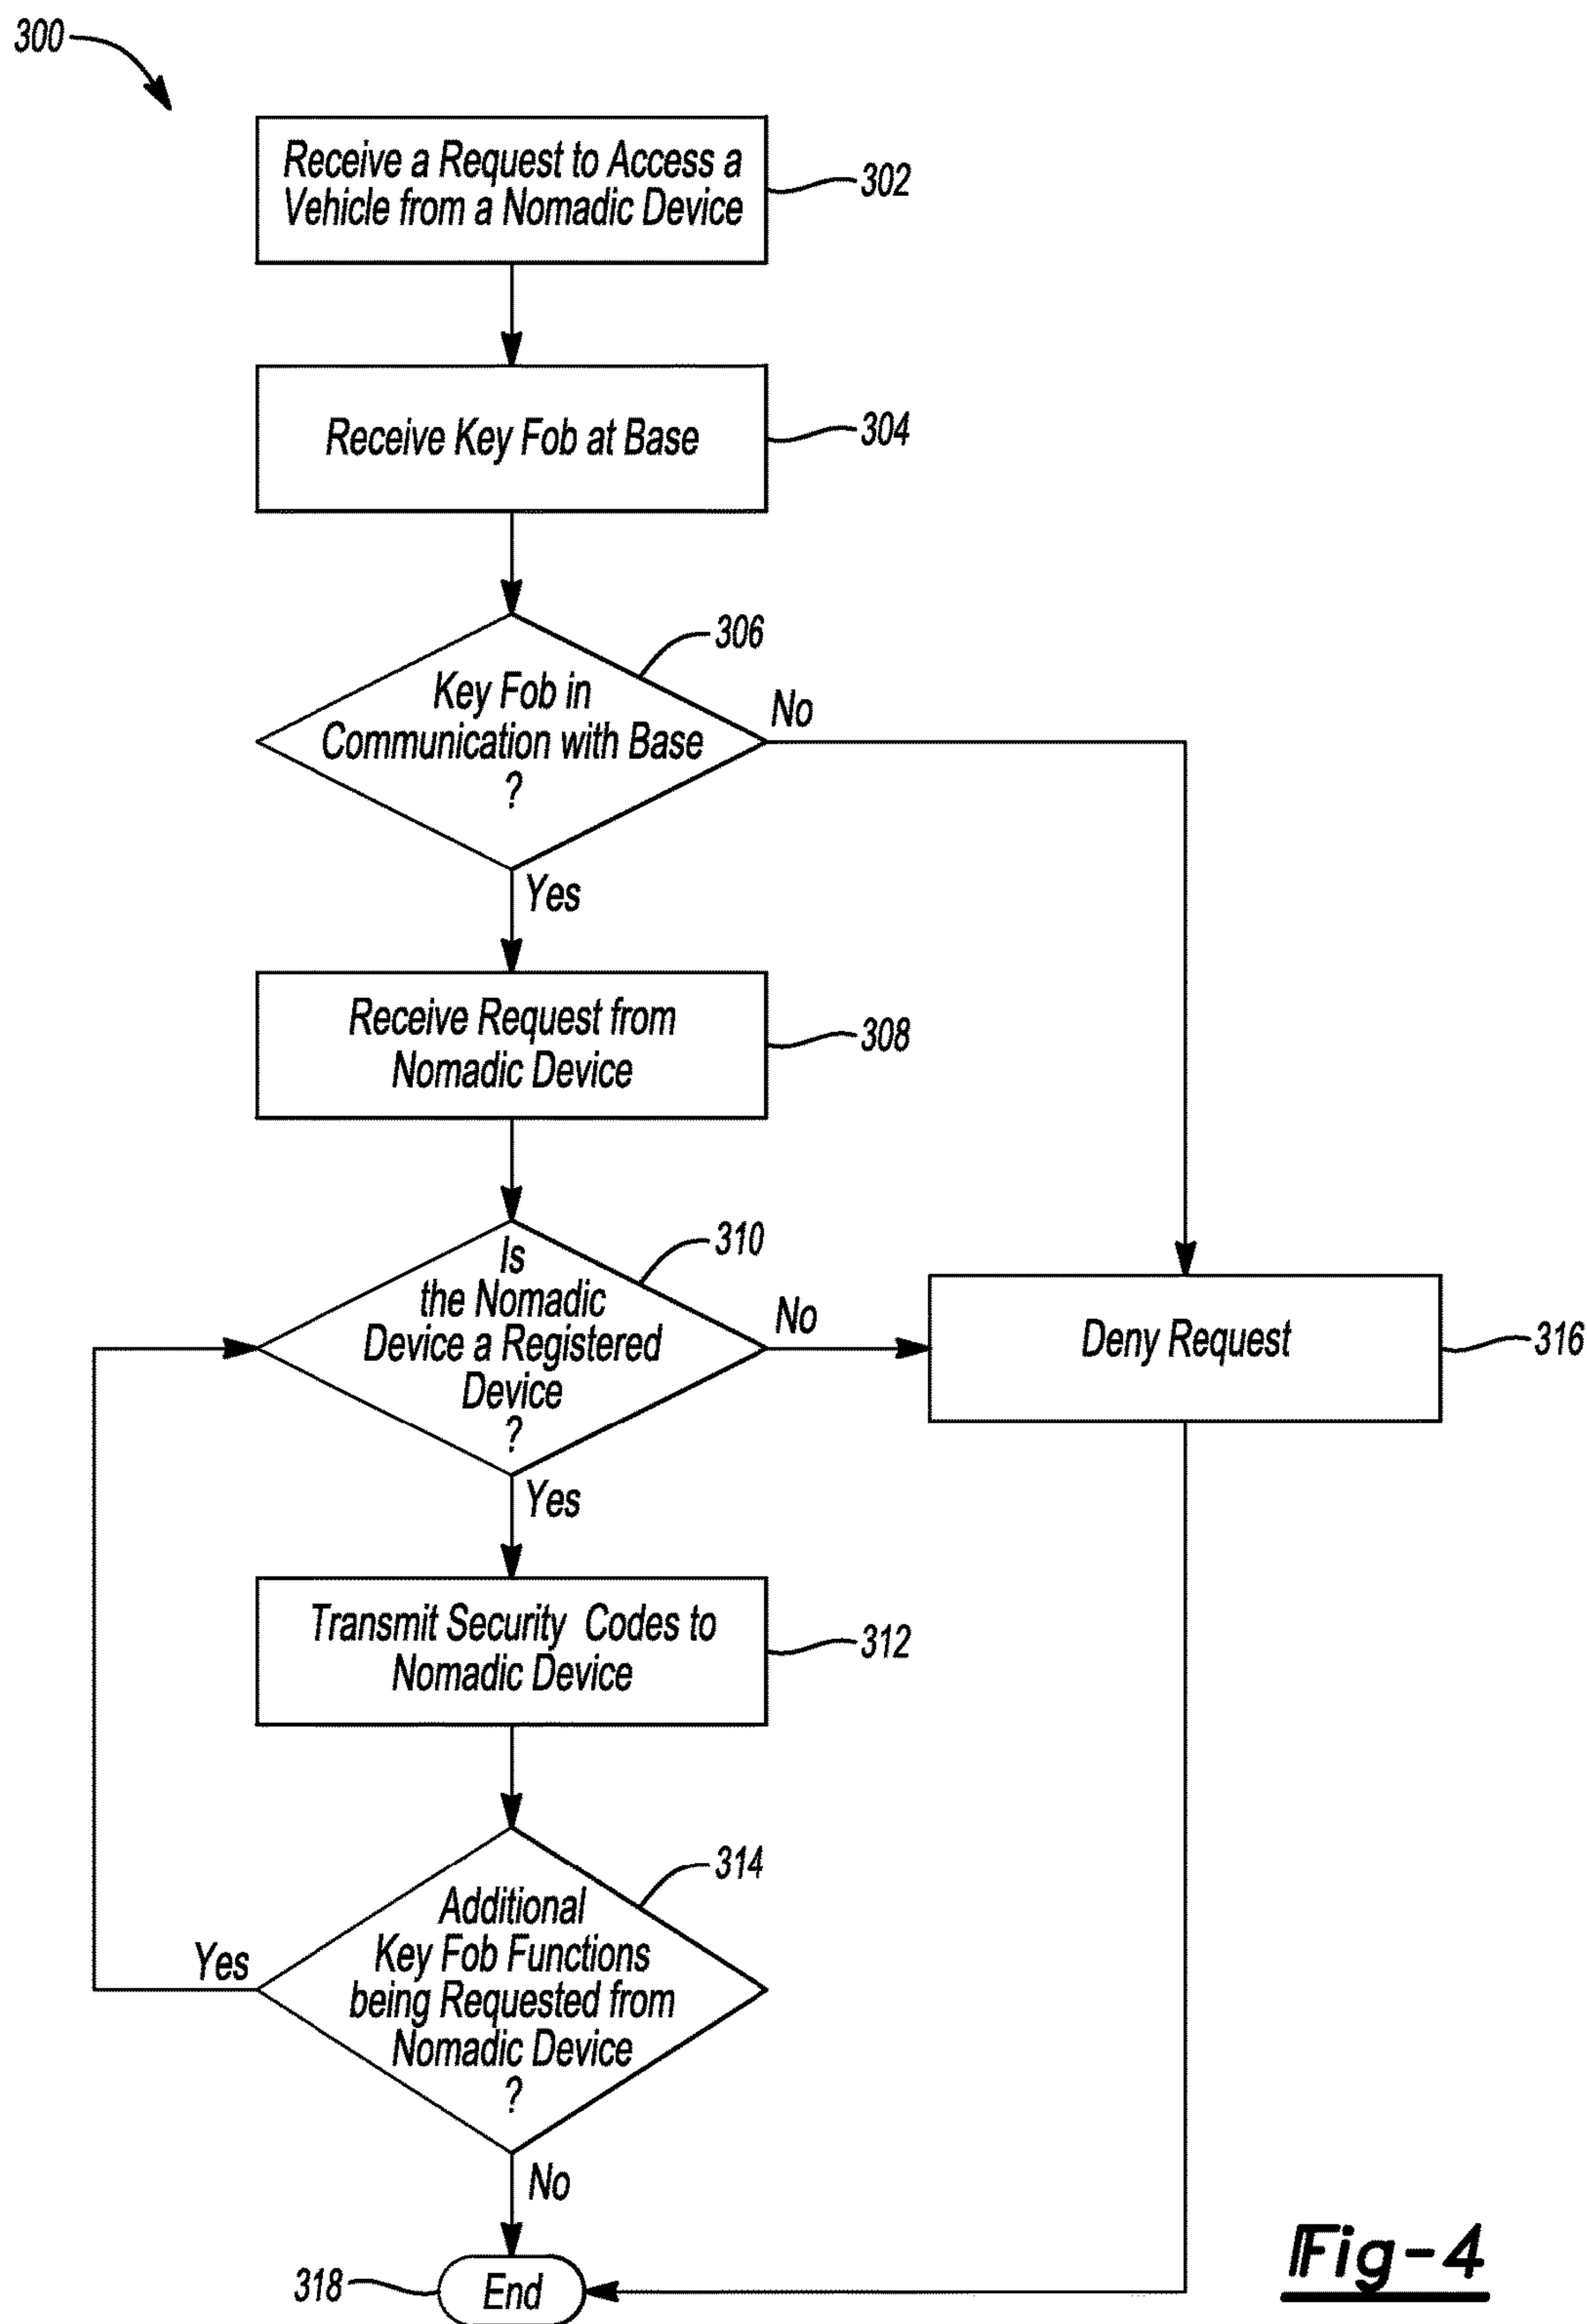 300
Receive a Request to Access a
Vehicle from a Nomadic Device
302
Receive Key Fob at Base
304
306
Key Fob in
Communication with Base
?
No
Yes
Receive Request from
Nomadic Device
308
310
Is
the Nomadic
Device a Registered
Device
?
No
Yes
Deny Request
316
Transmit Security Codes to
Nomadic Device
312
314
Additional
Key Fob Functions
being Requested from
Nomadic Device
?
Yes
No
318
End
Fig-4